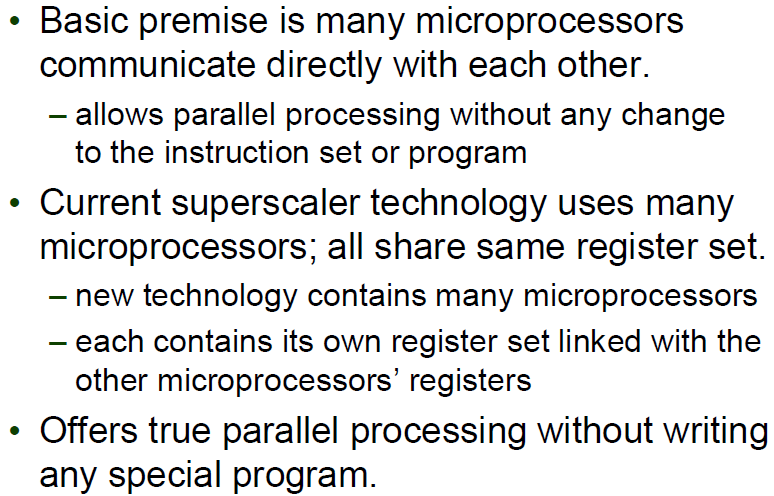 • Basic premise is many microprocessors
communicate directly with each other.
– allows parallel processing without any change
to the instruction set or program
• Current superscaler technology uses many
microprocessors; all share same register set.
– new technology contains many microprocessors
– each contains its own register set linked with the
other microprocessors’ registers
• Offers true parallel processing without writing
any special program.